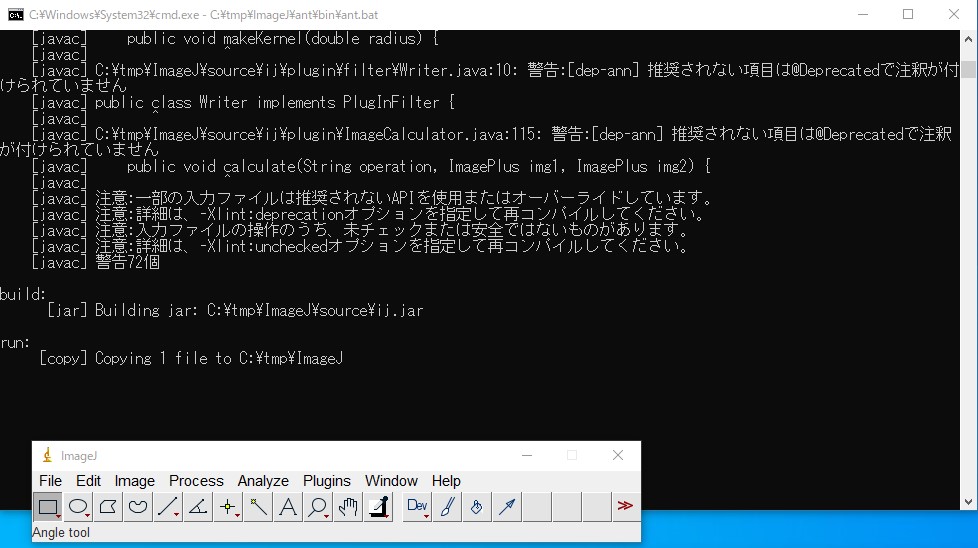 C:¥Windows¥System32¥cmd.exe - C:¥tmp¥ImageJ¥ant¥bin¥ant.bat
[javac]     public void makeKernel(double radius) {
[javac]                 ^
[javac] C:¥tmp¥ImageJ¥source¥ij¥plugin¥filter¥Writer.java:10: 警告:[dep-ann] 推奨されない項目は@Deprecatedで注釈が付
けられていません
[javac] public class Writer implements PlugInFilter {
[javac]        ^
[javac] C:¥tmp¥ImageJ¥source¥ij¥plugin¥ImageCalculator.java:115: 警告:[dep-ann] 推奨されない項目は@Deprecatedで注釈
が付けられていません
[javac]     public void calculate(String operation, ImagePlus img1, ImagePlus img2) {
[javac]                 ^
[javac] 注意:一部の入力ファイルは推奨されないAPIを使用またはオーバーライドしています。
[javac] 注意:詳細は、-Xlint:deprecationオプションを指定して再コンパイルしてください。
[javac] 注意:入力ファイルの操作のうち、未チェックまたは安全ではないものがあります。
[javac] 注意:詳細は、-Xlint:uncheckedオプションを指定して再コンパイルしてください。
[javac] 警告72個
build:
[jar] Building jar: C:¥tmp¥ImageJ¥source¥ij.jar
run:
[copy] Copying 1 file to C:¥tmp¥ImageJ
ImageJ
File Edit Image Process Analyze Plugins Window Help
A Dev >>
Angle tool